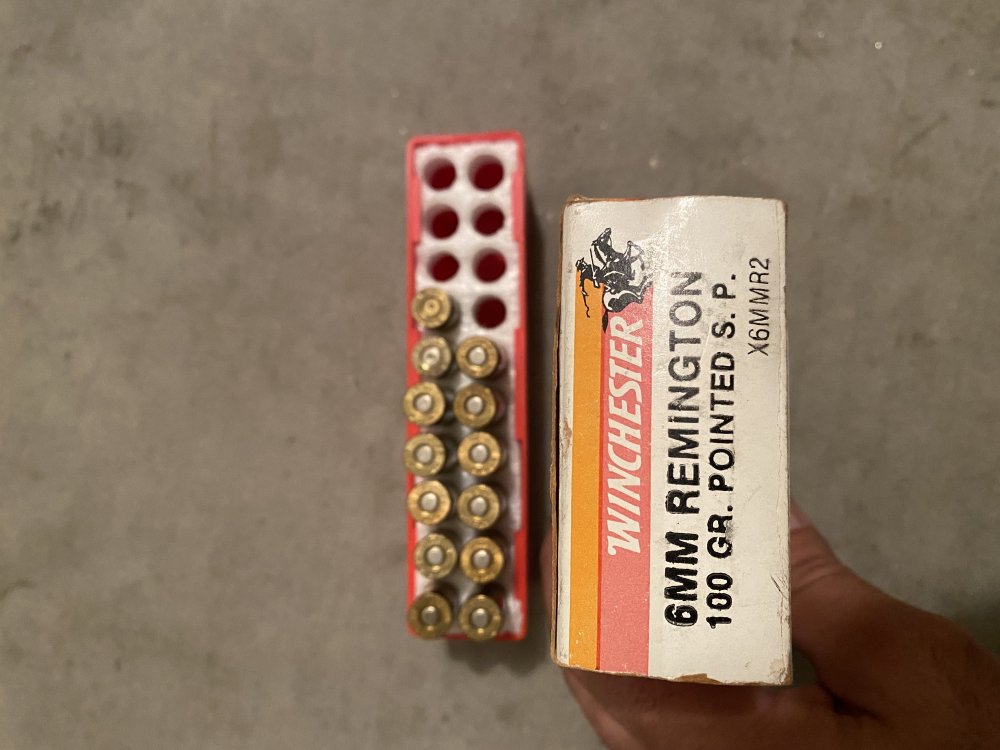 WINCHESTER
6MM REMINGTON
100 GR. POINTED S. P.
X6MMR2